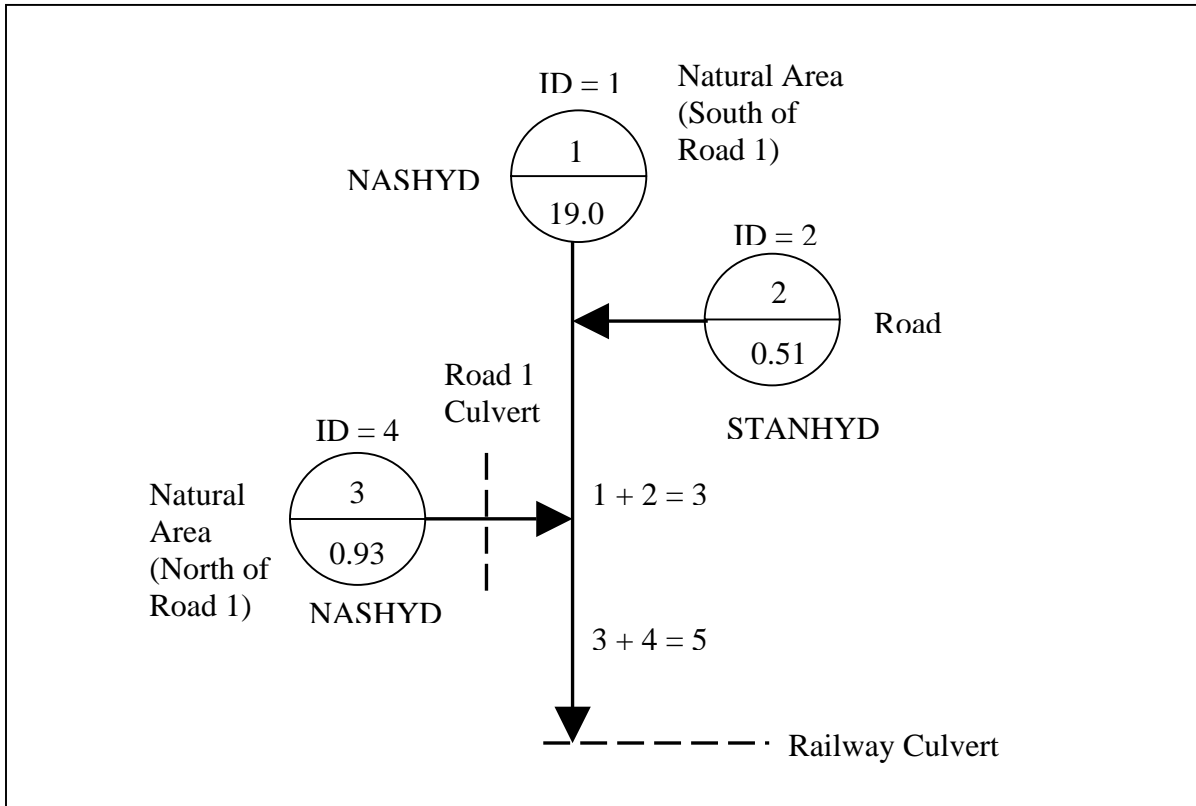 ID = 1
Natural Area
(South of
Road 1)
1
NASHYD
19.0
ID = 2
2
Road
0.51
STANHYD
Road 1
Culvert
ID = 4
3
Natural
Area
(North of
Road 1)
0.93
NASHYD
1 + 2 = 3
3 + 4 = 5
Railway Culvert